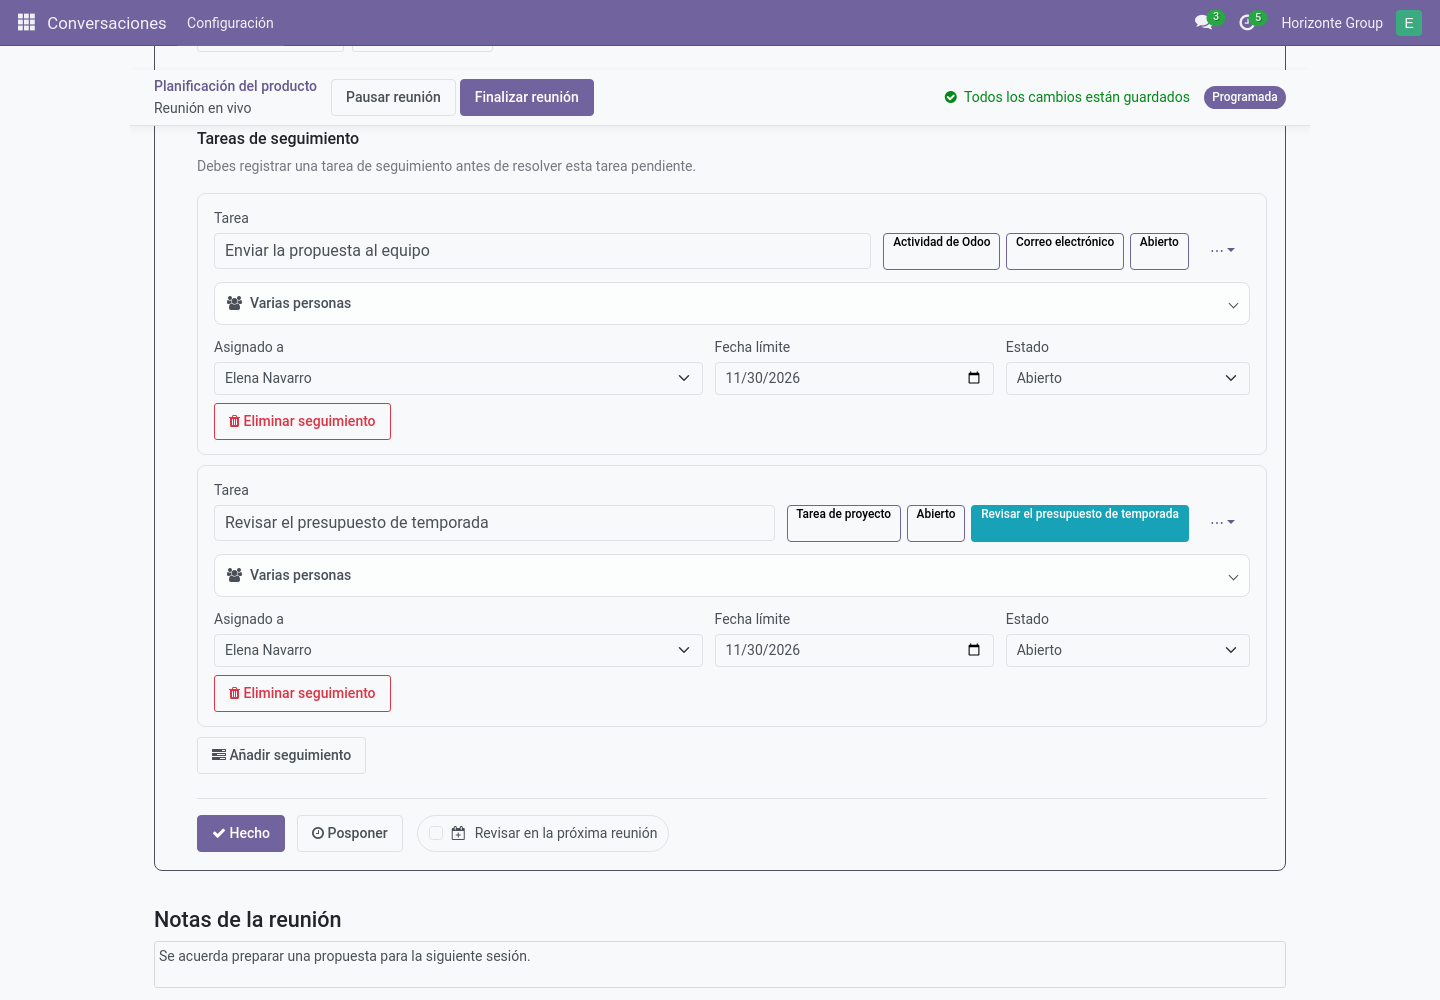 Conversaciones Configuración 3 5 Horizonte Group E
Planificación del producto
Reunión en vivo
Pausar reunión Finalizar reunión Todos los cambios están guardados Programada
Tareas de seguimiento
Debes registrar una tarea de seguimiento antes de resolver esta tarea pendiente.
Tarea
Enviar la propuesta al equipo Actividad de Odoo Correo electrónico Abierto ...
Varias personas
Asignado a Fecha límite Estado
Elena Navarro 11/30/2026 Abierto
Eliminar seguimiento
Tarea
Revisar el presupuesto de temporada Tarea de proyecto Abierto Revisar el presupuesto de temporada ...
Varias personas
Asignado a Fecha límite Estado
Elena Navarro 11/30/2026 Abierto
Eliminar seguimiento
Añadir seguimiento
Hecho Posponer Revisar en la próxima reunión
Notas de la reunión
Se acuerda preparar una propuesta para la siguiente sesión.